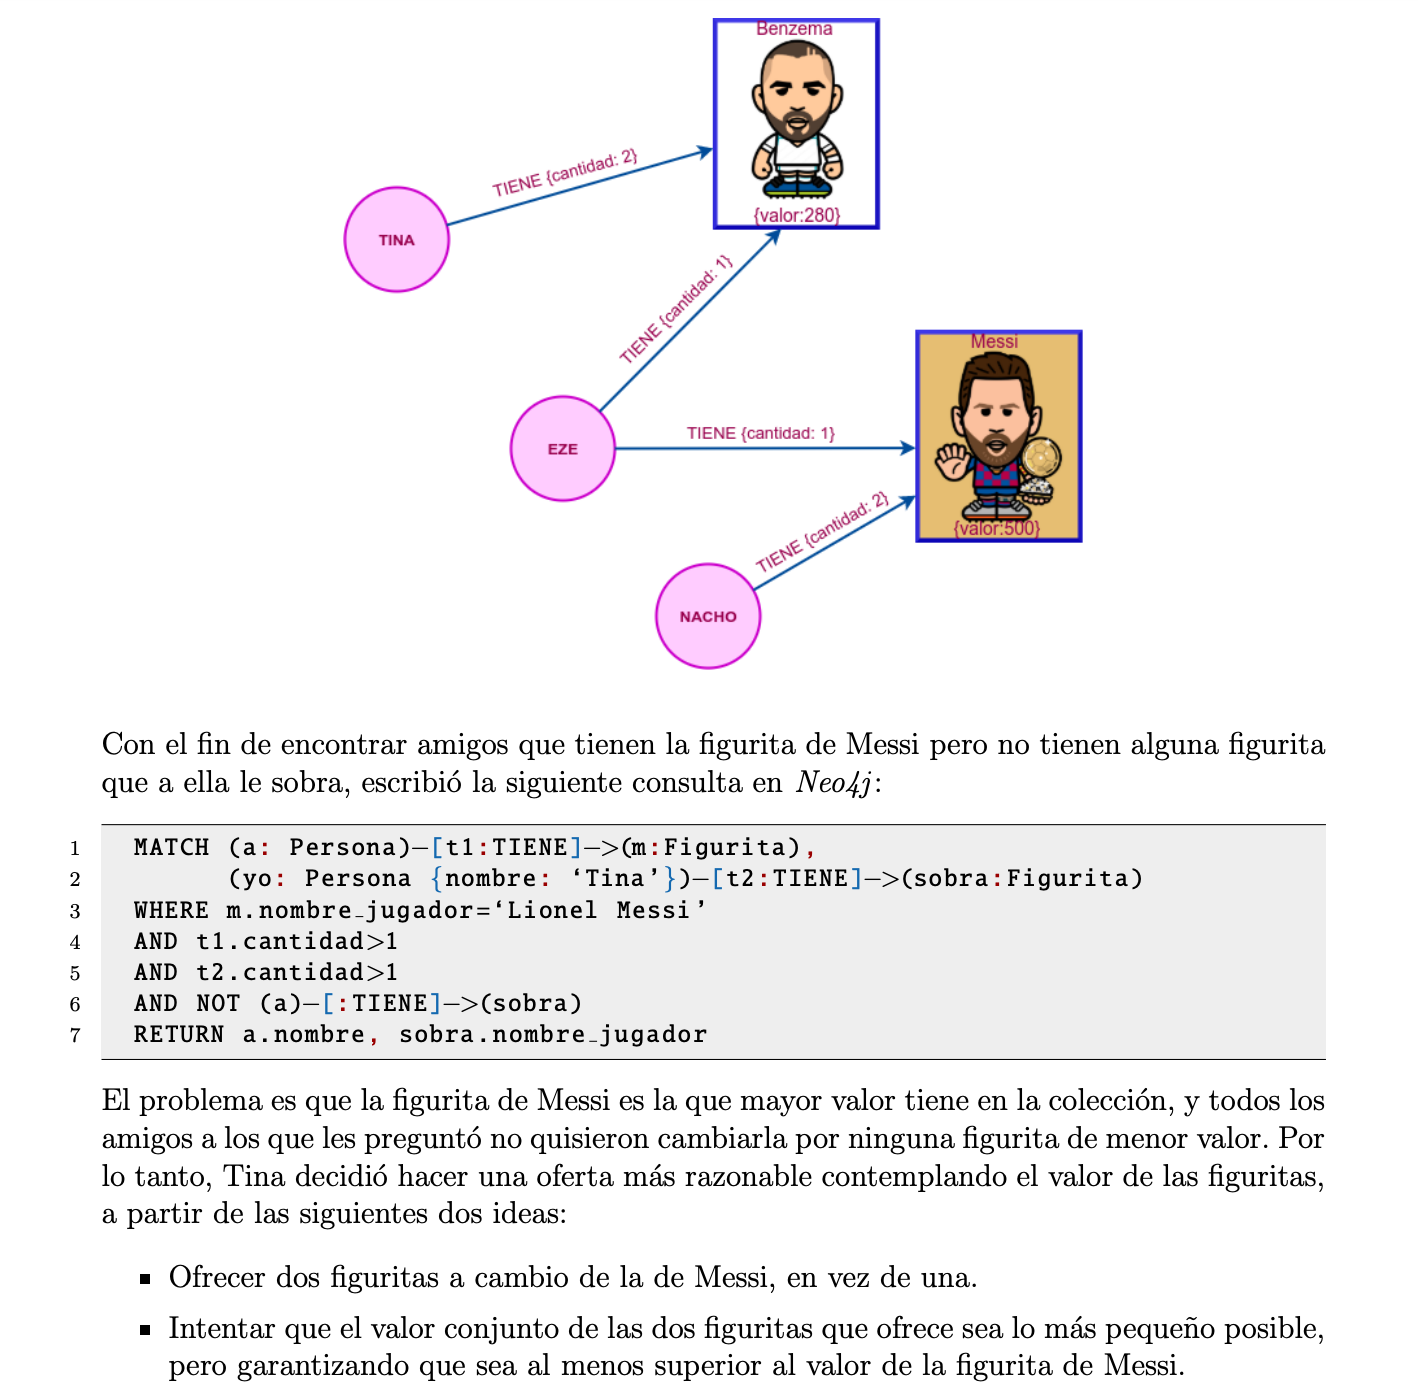 Benzema
TIENE {cantidad: 2}
{valor:280}
TINA
TIENE {cantidad: 1}
Messi
TIENE {cantidad: 1}
EZE
TIENE {cantidad: 2}
{valor:500}
NACHO
Con el fin de encontrar amigos que tienen la figurita de Messi pero no tienen alguna figurita
que a ella le sobra, escribió la siguiente consulta en Neo4j:
1 MATCH (a: Persona)—[t1:TIENE]—>(m:Figurita),
2 (yo: Persona {nombre: ‘Tina’})—[t2:TIENE]—>(sobra:Figurita)
3 WHERE m.nombre_jugador=‘Lionel Messi’
4 AND t1.cantidad>1
5 AND t2.cantidad>1
6 AND NOT (a)—[:TIENE]—>(sobra)
7 RETURN a.nombre, sobra.nombre_jugador
El problema es que la figurita de Messi es la que mayor valor tiene en la colección, y todos los
amigos a los que les preguntó no quisieron cambiarla por ninguna figurita de menor valor. Por
lo tanto, Tina decidió hacer una oferta más razonable contemplando el valor de las figuritas,
a partir de las siguientes dos ideas:
▪ Ofrecer dos figuritas a cambio de la de Messi, en vez de una.
▪ Intentar que el valor conjunto de las dos figuritas que ofrece sea lo más pequeño posible,
pero garantizando que sea al menos superior al valor de la figurita de Messi.